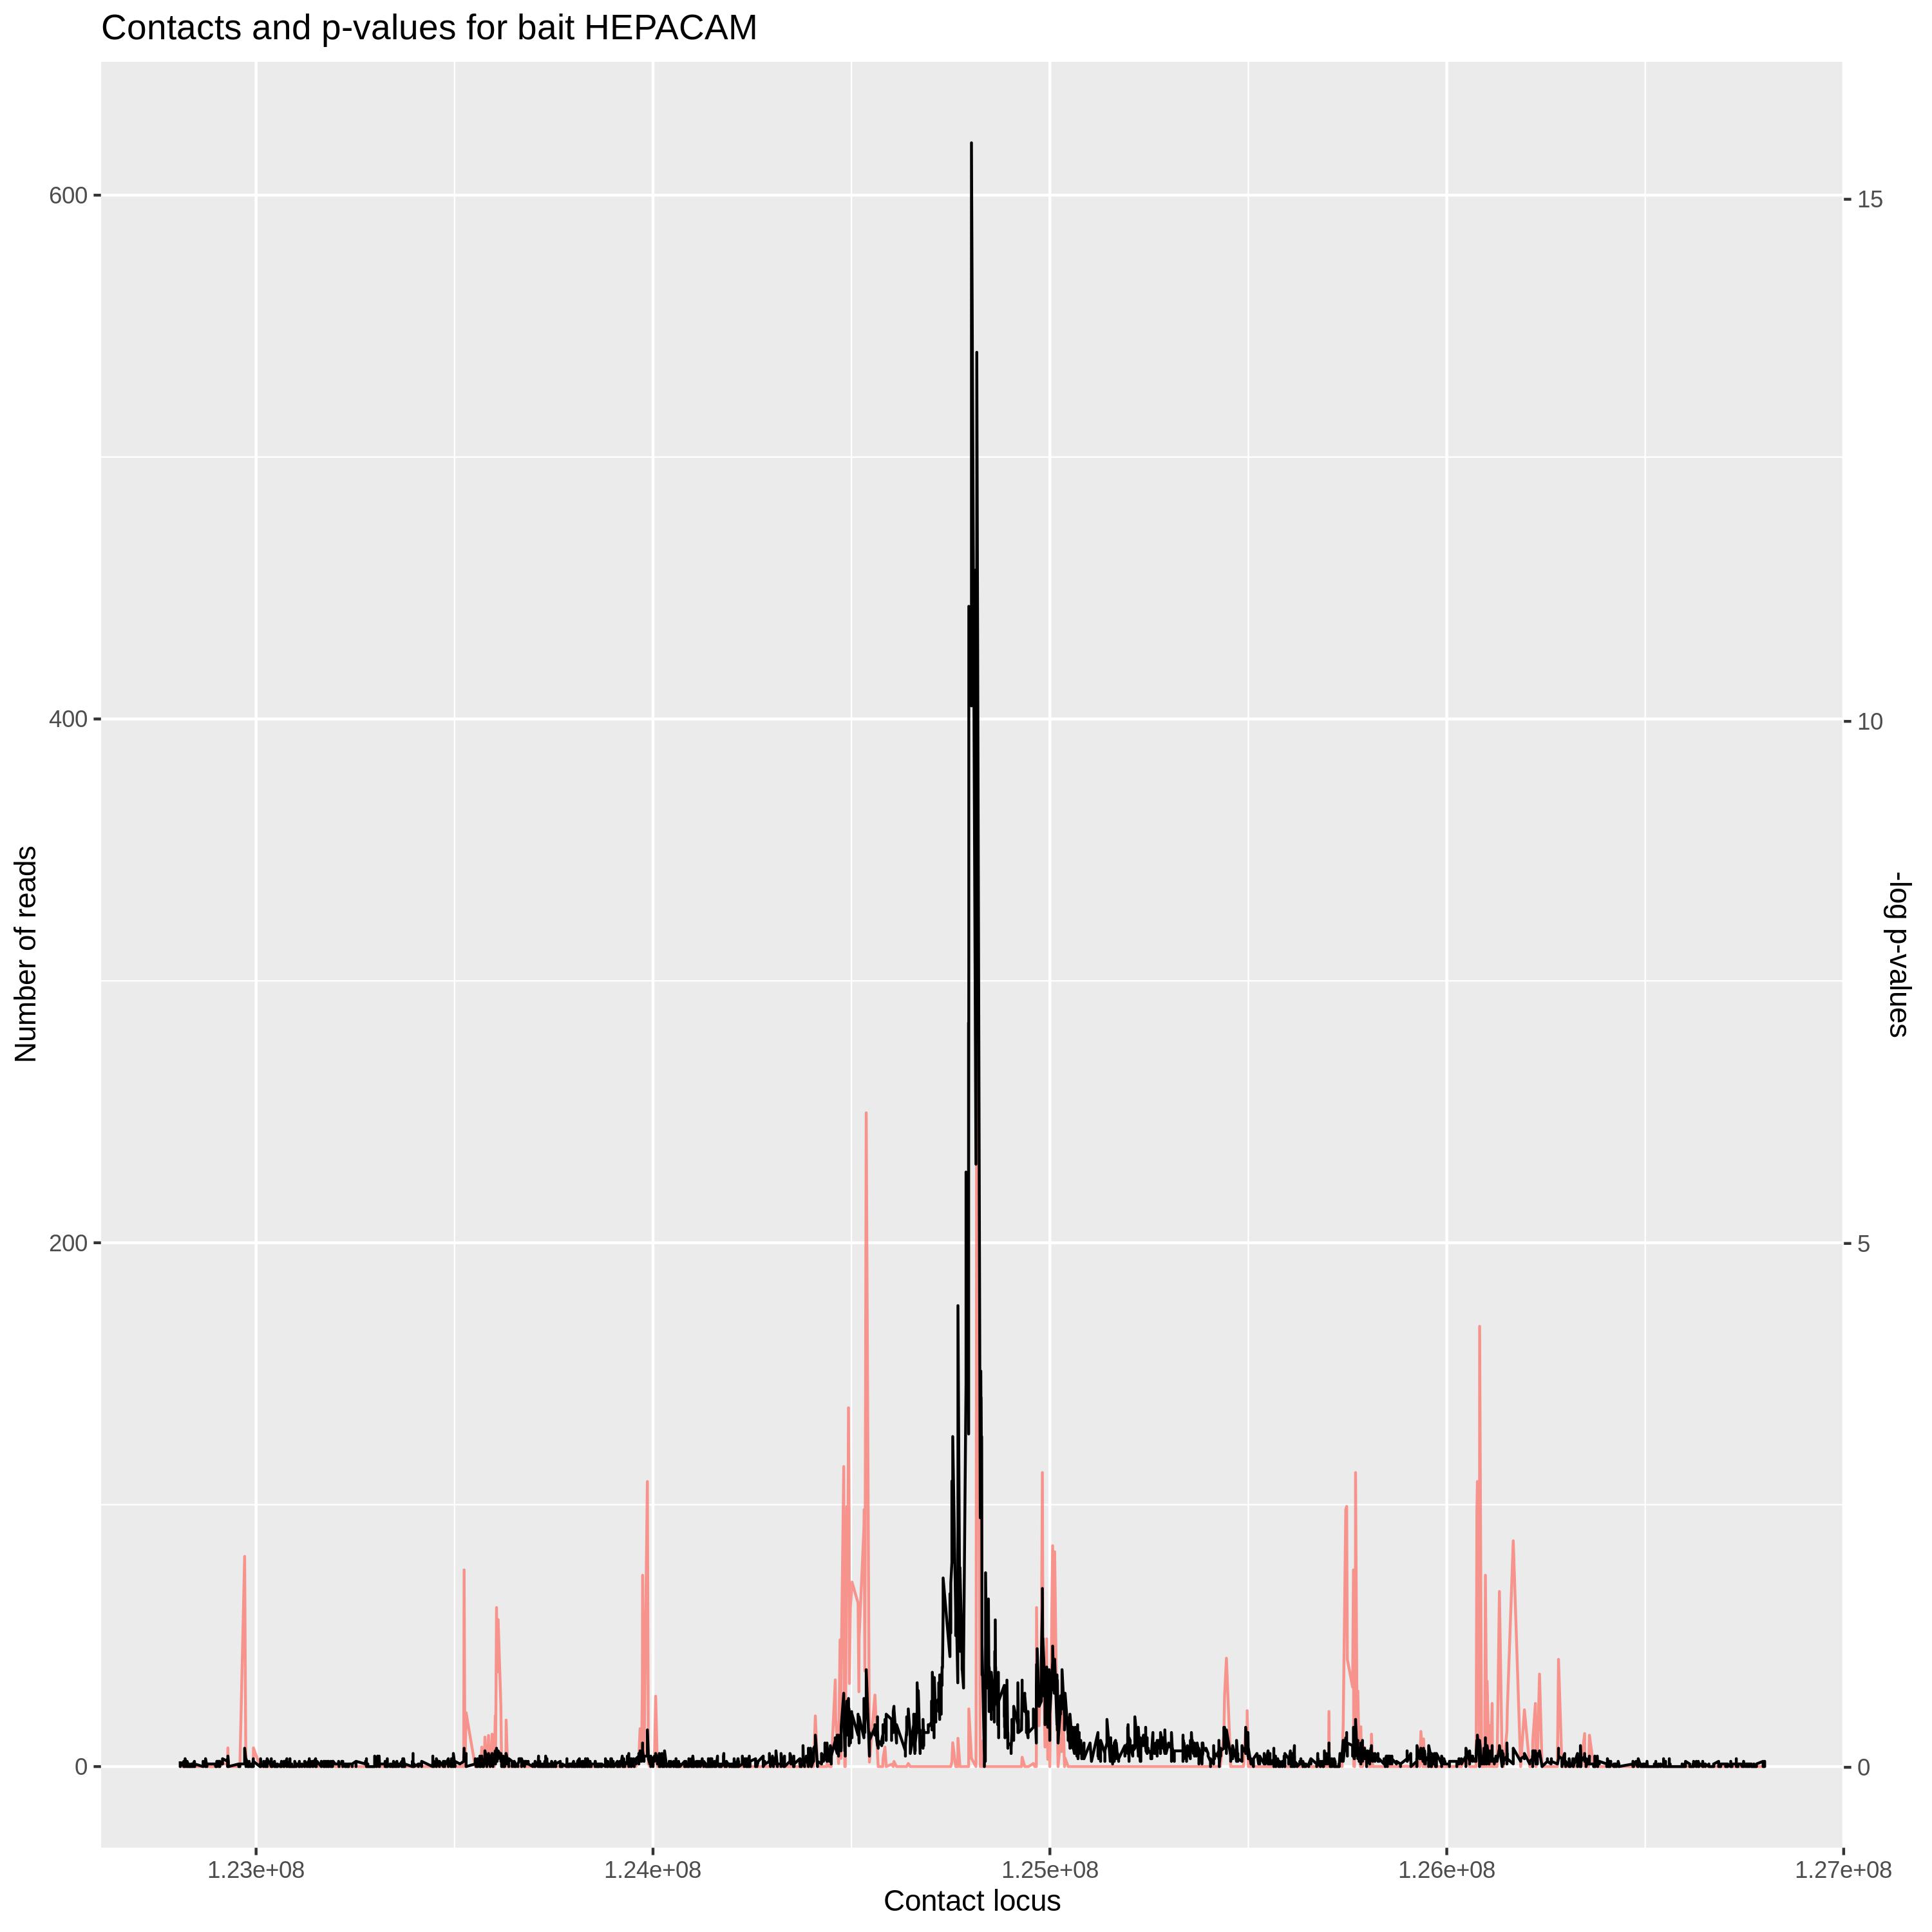 Contacts and p-values for bait HEPACAM
600
400
200
0
Number of reads
15
10
5
0
-log p-values
1.23e+08
1.24e+08
1.25e+08
1.26e+08
1.27e+08
Contact locus